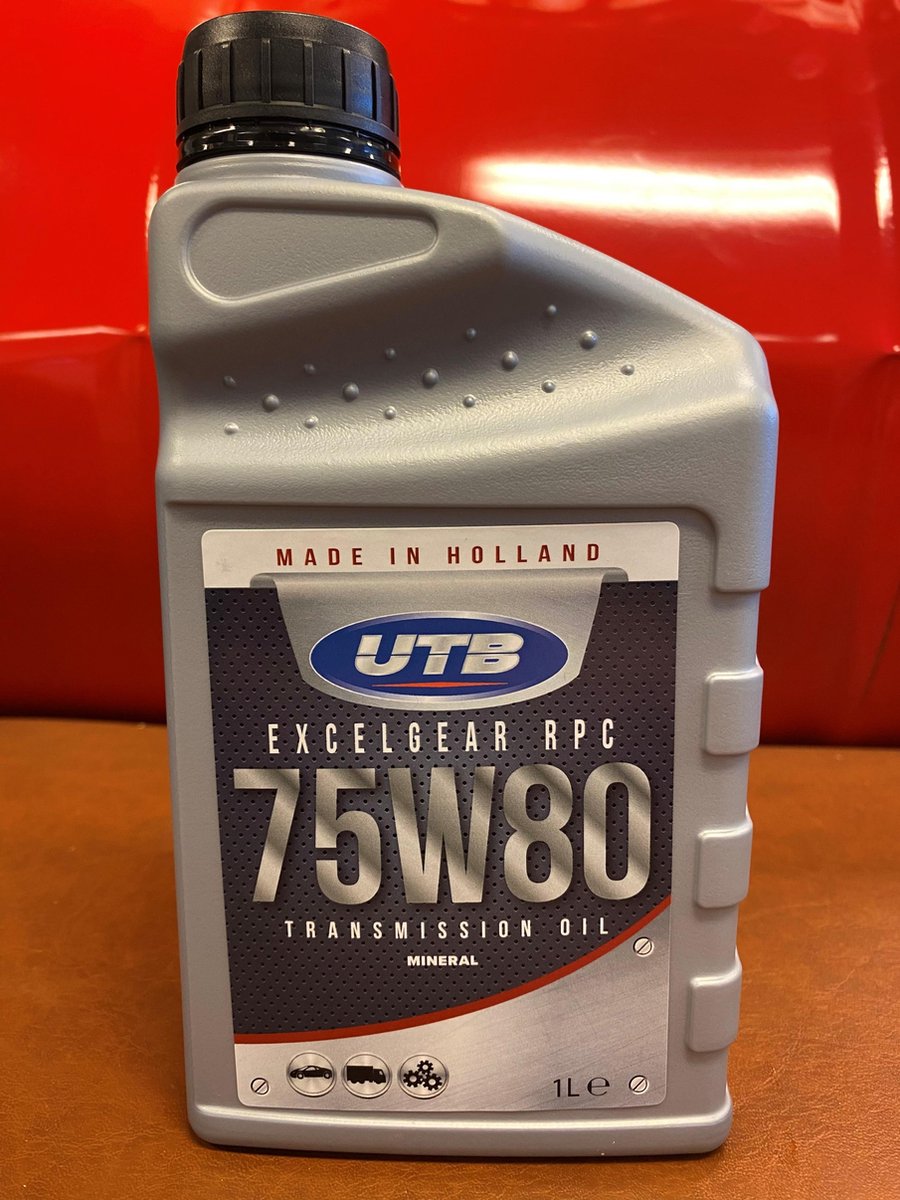 MADE IN HOLLAND
UTB
EXCELGEAR RPC
75W80
TRANSMISSION OIL
MINERAL
1L ℮